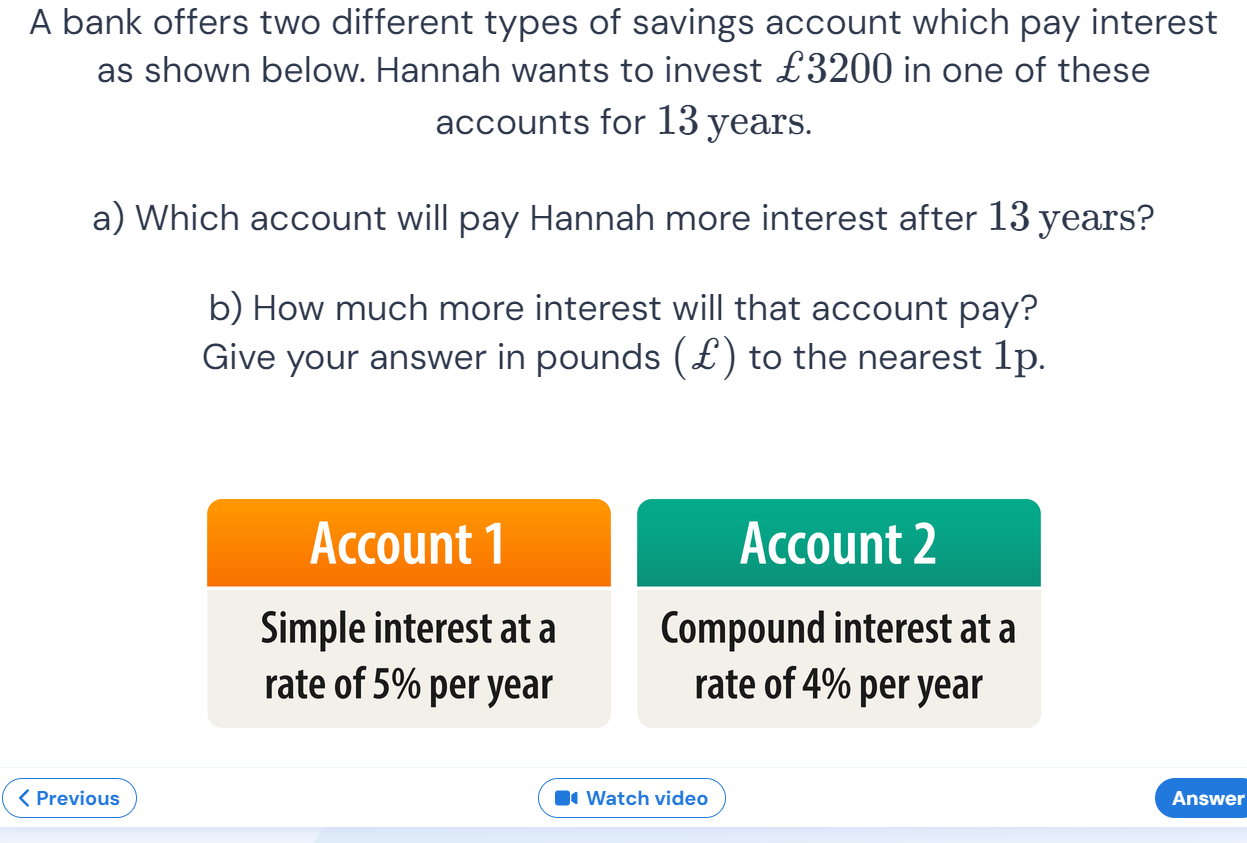 A bank offers two different types of savings account which pay interest
as shown below. Hannah wants to invest £3200 in one of these
accounts for 13 years.
a) Which account will pay Hannah more interest after 13 years?
b) How much more interest will that account pay?
Give your answer in pounds (£) to the nearest 1p.
Account 1
Simple interest at a
rate of 5% per year
Account 2
Compound interest at a
rate of 4% per year
Previous
Watch video
Answer